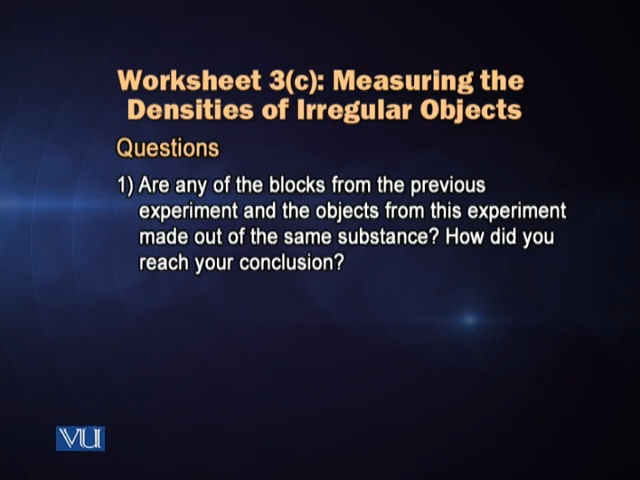 Worksheet 3(c): Measuring the
Densities of Irregular Objects
Questions
1) Are any of the blocks from the previous
experiment and the objects from this experiment
made out of the same substance? How did you
reach your conclusion?
VU